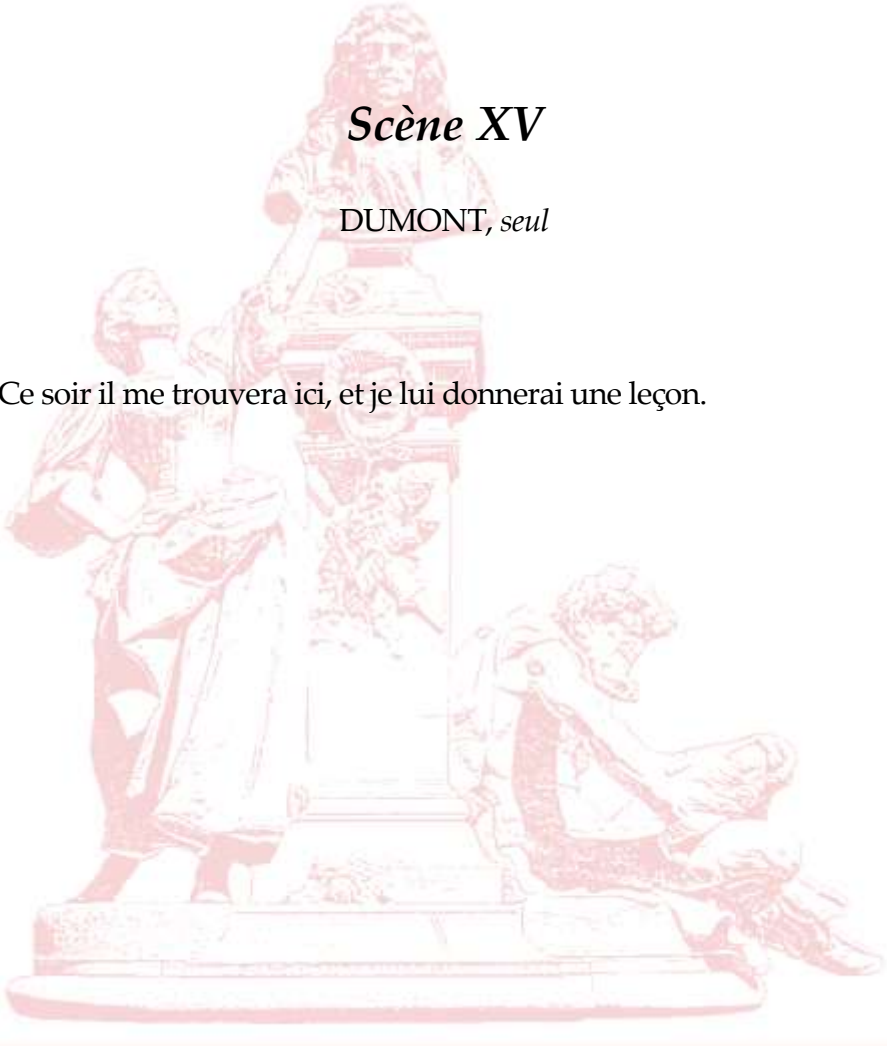 Scène XV
DUMONT, seul
Ce soir il me trouvera ici, et je lui donnerai une leçon.